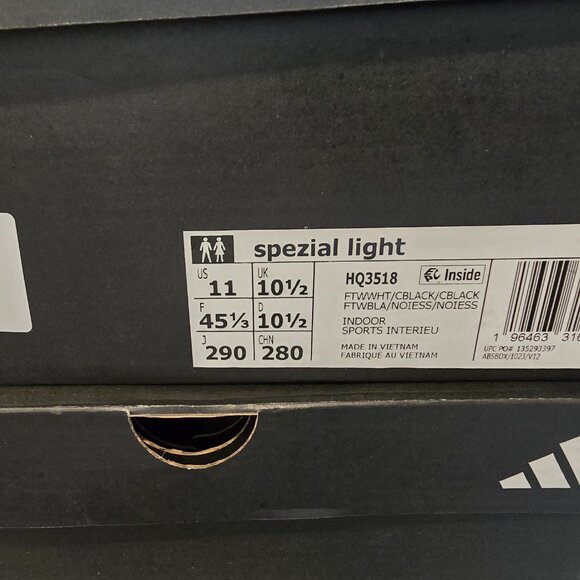 spezial light
US 11 UK 10½
F 45⅓ D 10½
J 290 CHN 280
HQ3518 Inside
FTWWHT/CBLACK/CBLACK
FTWBLA/NOIESS/NOIESS
INDOOR
SPORTS INTERIEU
MADE IN VIETNAM
FABRIQUE AU VIETNAM
1 96463 316
UPC PO# 135293397
ABSBOX/1023/V12